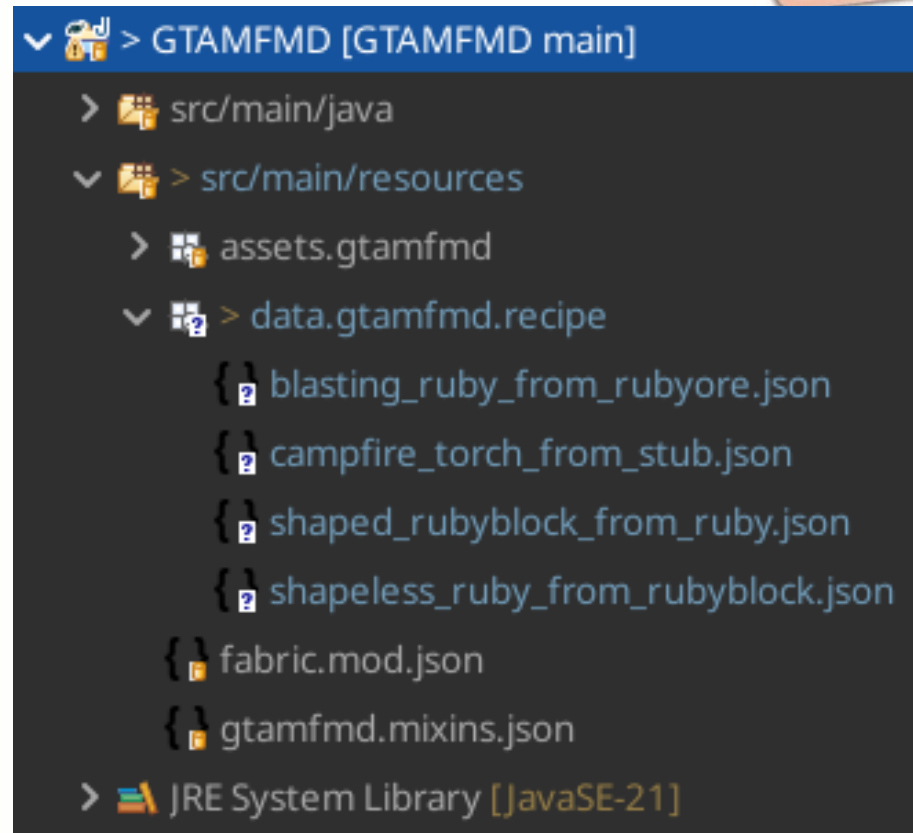 > GTAMFMD [GTAMFMD main]
src/main/java
> src/main/resources
assets.gtamfmd
> data.gtamfmd.recipe
blasting_ruby_from_rubyore.json
campfire_torch_from_stub.json
shaped_rubyblock_from_ruby.json
shapeless_ruby_from_rubyblock.json
fabric.mod.json
gtamfmd.mixins.json
JRE System Library [JavaSE-21]